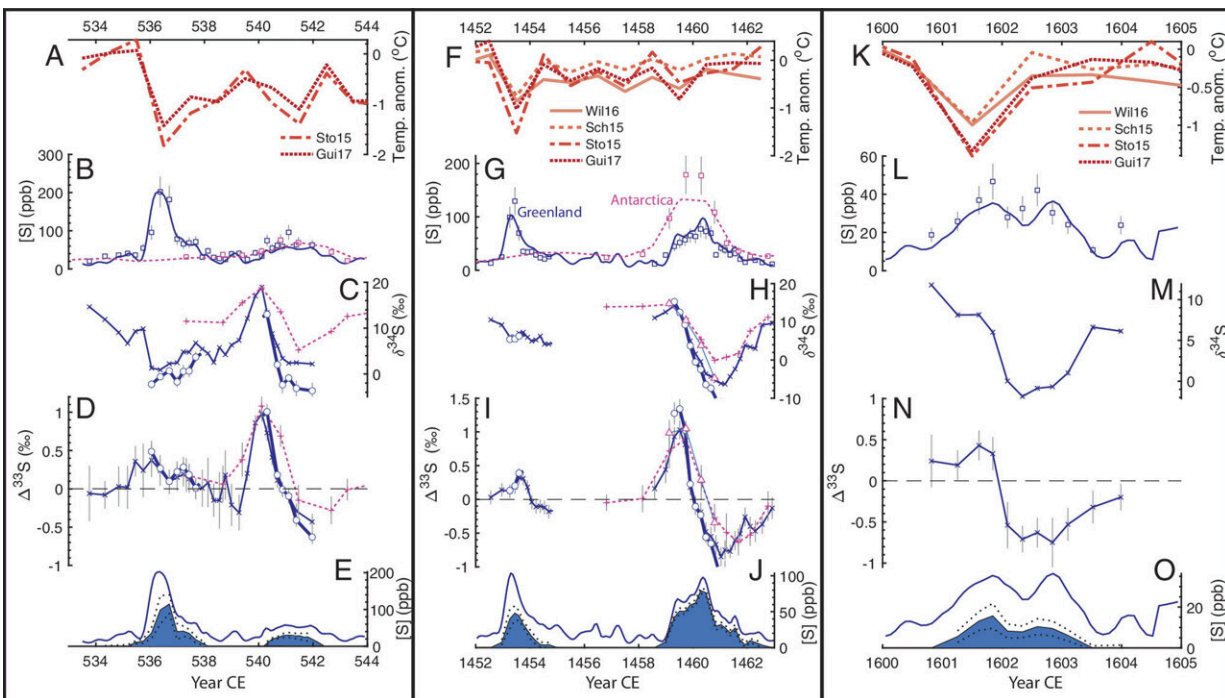 534 536 538 540 542 544
A
0
-1
-2
Temp. anom. (°C)
Sto15
Gui17
300
200
100
0
[S] (ppb)
B
C
20
10
0
δ34S (‰)
D
1
0.5
0
-0.5
-1
Δ33S (‰)
E
200
100
0
[S] (ppb)
534 536 538 540 542 544
Year CE
1452 1454 1456 1458 1460 1462
F
0
-1
-2
Temp. anom. (°C)
Wil16
Sch15
Sto15
Gui17
200
100
0
[S] (ppb)
G
Greenland
Antarctica
H
20
10
0
-10
δ34S (‰)
I
1.5
1
0.5
0
-0.5
-1
Δ33S (‰)
J
100
50
0
[S] (ppb)
1452 1454 1456 1458 1460 1462
Year CE
1600 1601 1602 1603 1604 1605
K
0
-0.5
-1
Temp. anom. (°C)
Wil16
Sch15
Sto15
Gui17
60
40
20
0
[S] (ppb)
L
M
10
5
0
δ34S
N
1
0.5
0
-0.5
-1
Δ33S
O
20
0
[S] (ppb)
1600 1601 1602 1603 1604 1605
Year CE